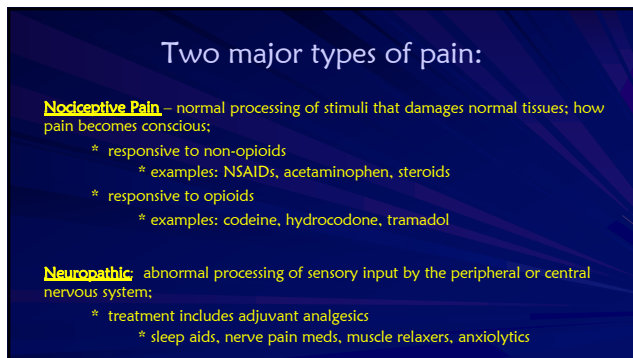 Two major types of pain:
Nociceptive Pain – normal processing of stimuli that damages normal tissues; how
pain becomes conscious;
* responsive to non-opioids
* examples: NSAIDs, acetaminophen, steroids
* responsive to opioids
* examples: codeine, hydrocodone, tramadol
Neuropathic: abnormal processing of sensory input by the peripheral or central
nervous system;
* treatment includes adjuvant analgesics
* sleep aids, nerve pain meds, muscle relaxers, anxiolytics